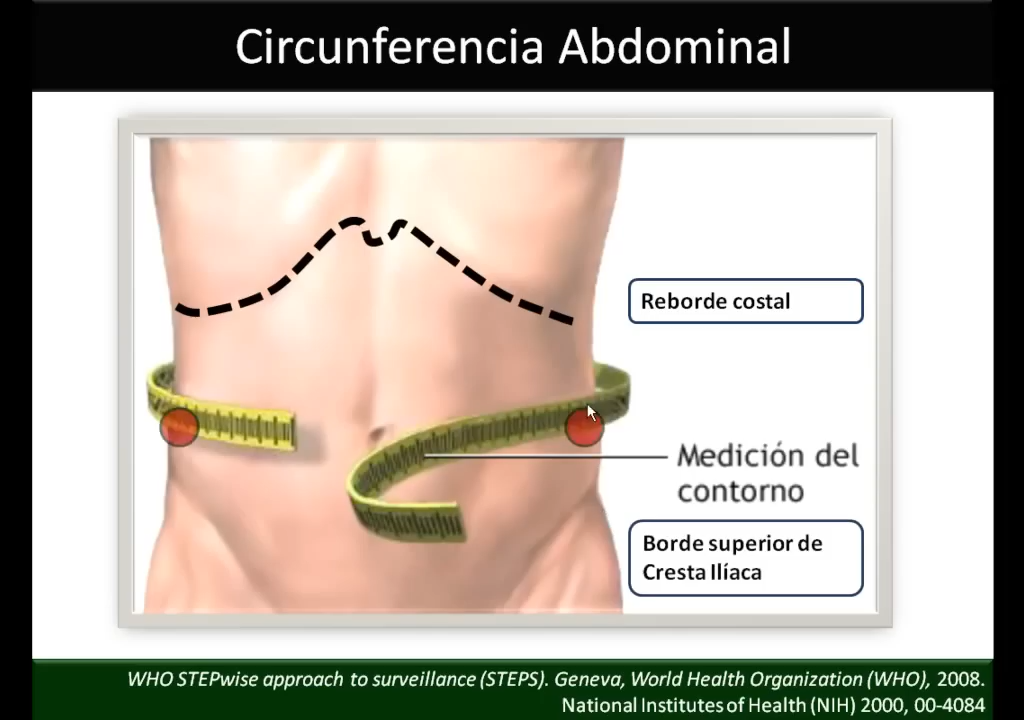 Circunferencia Abdominal
Reborde costal
Medición del
contorno
Borde superior de
Cresta Ilíaca
WHO STEPwise approach to surveillance (STEPS). Geneva, World Health Organization (WHO), 2008.
National Institutes of Health (NIH) 2000, 00-4084